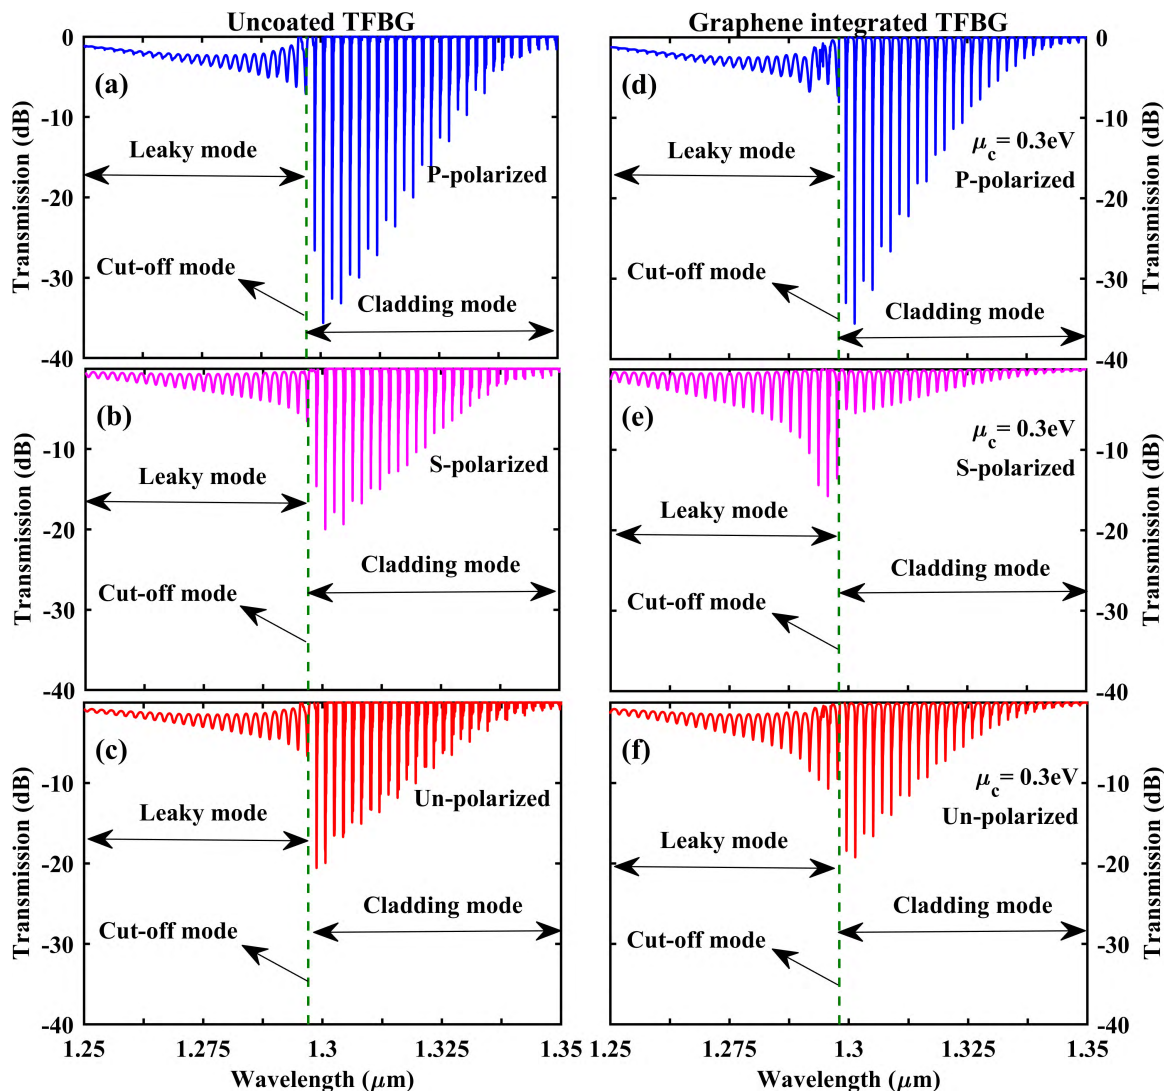 Uncoated TFBG
Graphene integrated TFBG
0
-10
-20
-30
-40
Transmission (dB)
(a)
Leaky mode
P-polarized
Cut-off mode
Cladding mode
(d)
μc= 0.3eV
Leaky mode
P-polarized
Cut-off mode
Cladding mode
0
-10
-20
-30
-40
Transmission (dB)
-10
-20
-30
-40
Transmission (dB)
(b)
S-polarized
Leaky mode
Cladding mode
Cut-off mode
(e)
μc= 0.3eV
S-polarized
Leaky mode
Cladding mode
Cut-off mode
-10
-20
-30
-40
Transmission (dB)
-10
-20
-30
-40
Transmission (dB)
(c)
Un-polarized
Leaky mode
Cladding mode
Cut-off mode
(f)
μc= 0.3eV
Un-polarized
Leaky mode
Cladding mode
Cut-off mode
-10
-20
-30
-40
Transmission (dB)
1.25 1.275 1.3 1.325 1.35
Wavelength (μm)
1.25 1.275 1.3 1.325 1.35
Wavelength (μm)